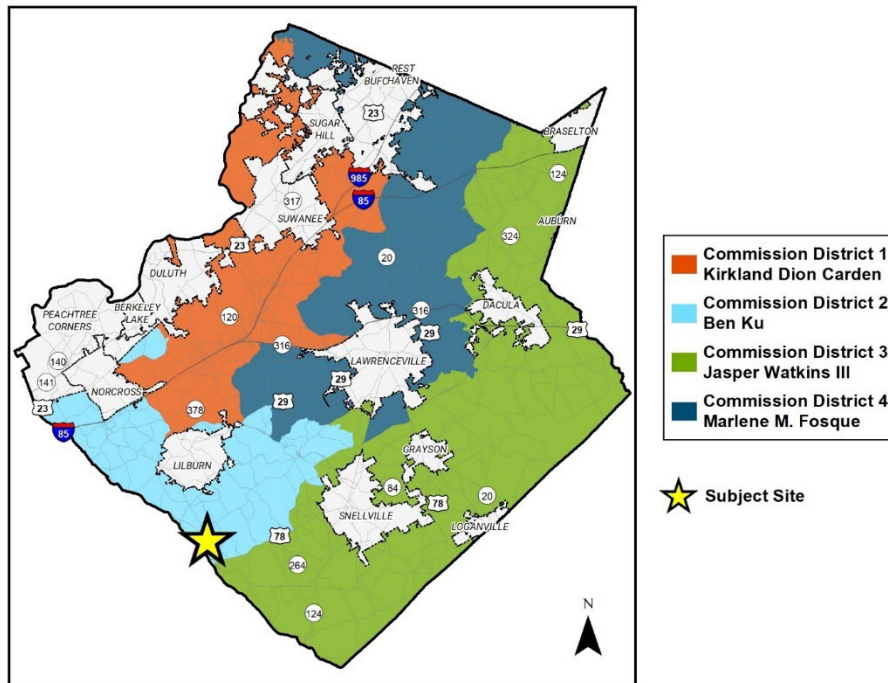 REST
BUFCHAVEN
23
SUGAR
HILL
BRASELTON
985
124
85
317
SUWANEE
AUBURN
324
23
20
DULUTH
DACULA
BERKELEY
LAKE
PEACHTREE
CORNERS
120
316
29
29
316
LAWRENCEVILLE
140
141
29
29
NORCROSS
23
378
85
LILBURN
GRAYSON
84
78
20
SNELLVILLE
LOGANVILLE
78
264
124
N
Commission District 1
Kirkland Dion Carden
Commission District 2
Ben Ku
Commission District 3
Jasper Watkins III
Commission District 4
Marlene M. Fosque
Subject Site